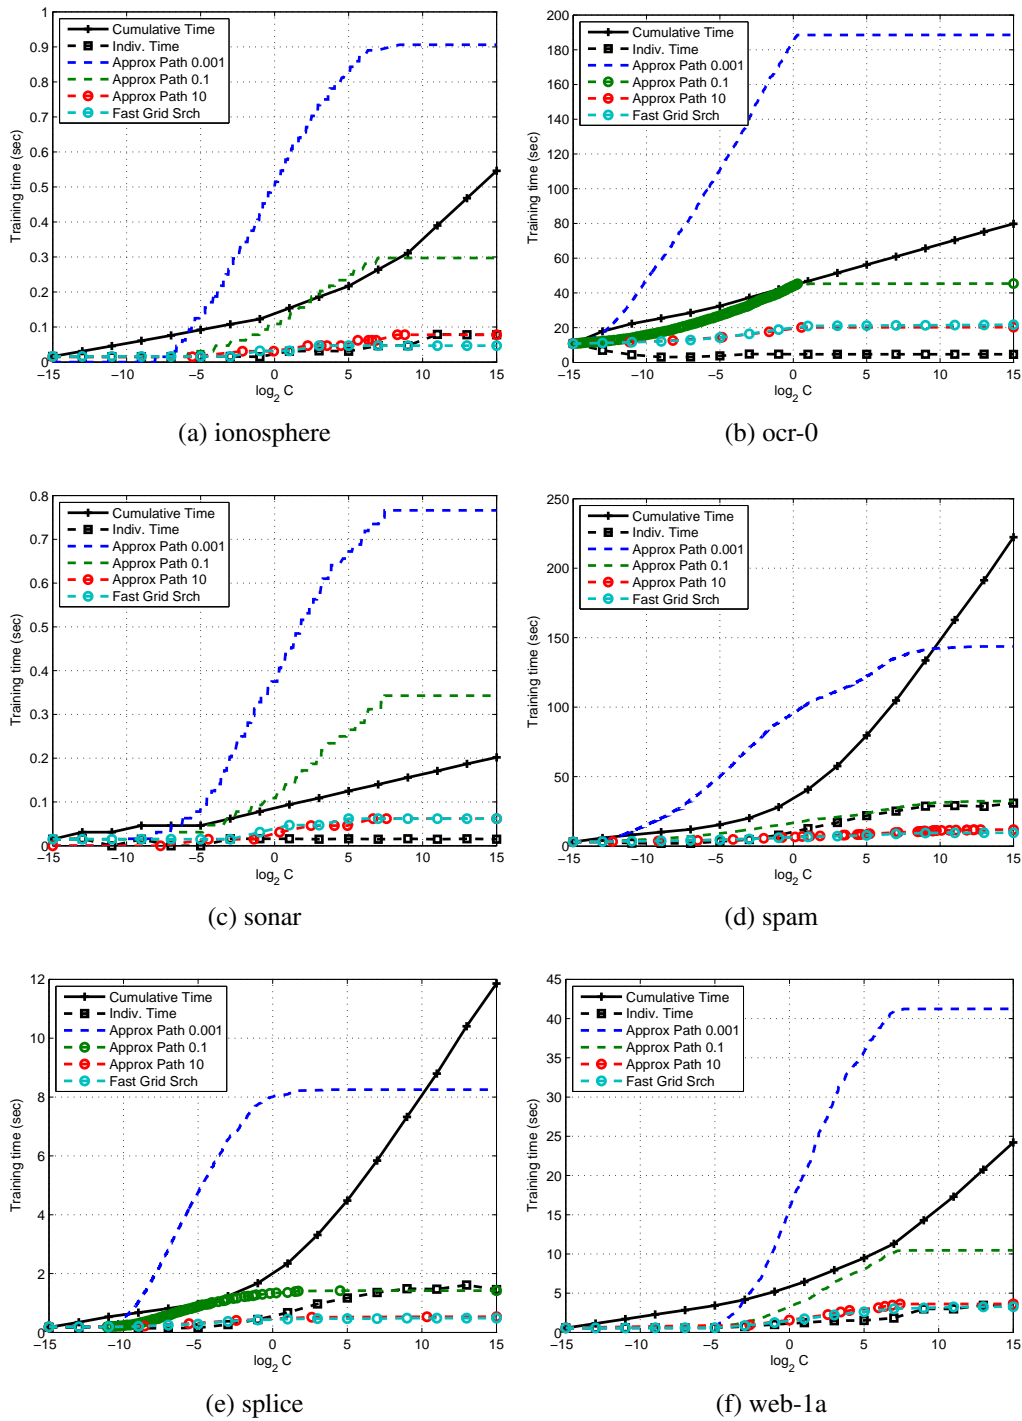 1
0.9
0.8
0.7
0.6
0.5
0.4
0.3
0.2
0.1
0
Training time (sec)
Cumulative Time
Indiv. Time
Approx Path 0.001
Approx Path 0.1
Approx Path 10
Fast Grid Srch
−15 −10 −5 0 5 10 15
log2 C
(a) ionosphere
200
180
160
140
120
100
80
60
40
20
0
Training time (sec)
Cumulative Time
Indiv. Time
Approx Path 0.001
Approx Path 0.1
Approx Path 10
Fast Grid Srch
−15 −10 −5 0 5 10 15
log2 C
(b) ocr-0
0.8
0.7
0.6
0.5
0.4
0.3
0.2
0.1
0
Training time (sec)
Cumulative Time
Indiv. Time
Approx Path 0.001
Approx Path 0.1
Approx Path 10
Fast Grid Srch
−15 −10 −5 0 5 10 15
log2 C
(c) sonar
250
200
150
100
50
0
Training time (sec)
Cumulative Time
Indiv. Time
Approx Path 0.001
Approx Path 0.1
Approx Path 10
Fast Grid Srch
−15 −10 −5 0 5 10 15
log2 C
(d) spam
12
10
8
6
4
2
0
Training time (sec)
Cumulative Time
Indiv. Time
Approx Path 0.001
Approx Path 0.1
Approx Path 10
Fast Grid Srch
−15 −10 −5 0 5 10 15
log2 C
(e) splice
45
40
35
30
25
20
15
10
5
0
Training time (sec)
Cumulative Time
Indiv. Time
Approx Path 0.001
Approx Path 0.1
Approx Path 10
Fast Grid Srch
−15 −10 −5 0 5 10 15
log2 C
(f) web-1a